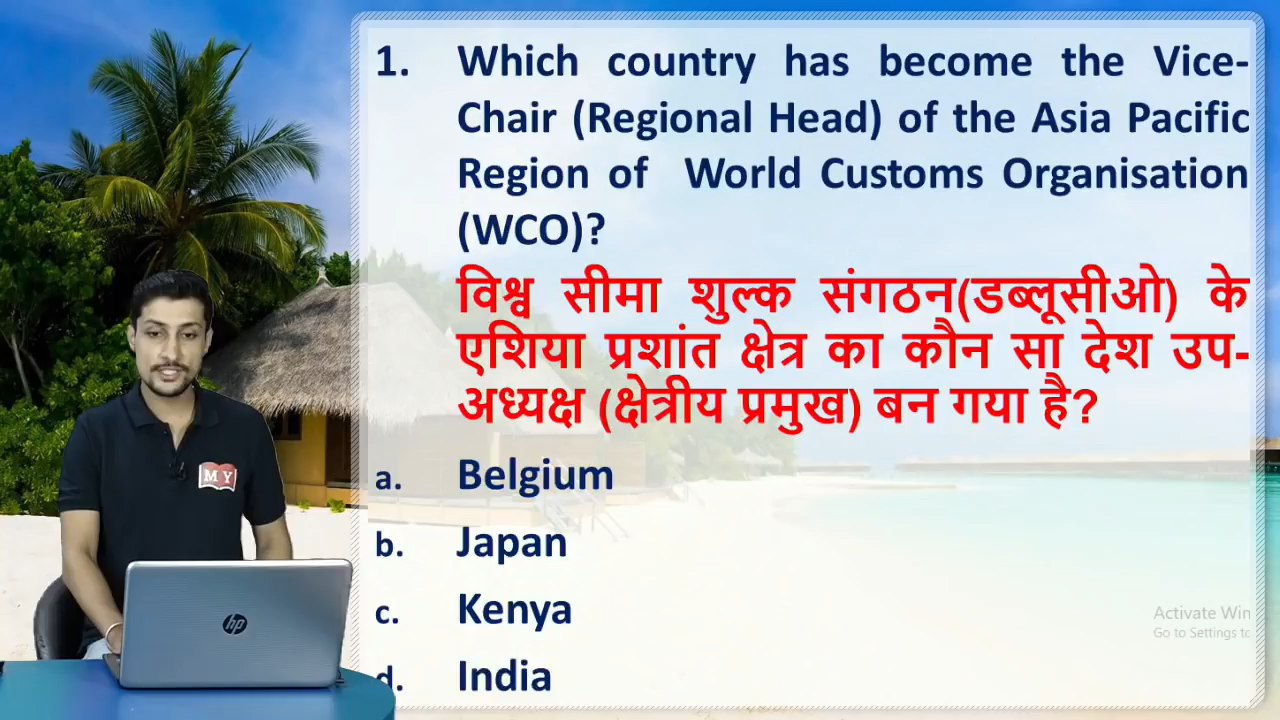 1. Which country has become the Vice-
Chair (Regional Head) of the Asia Pacific
Region of World Customs Organisation
(WCO)?
विश्व सीमा शुल्क संगठन(डब्लूसीओ) के
एशिया प्रशांत क्षेत्र का कौन सा देश उप-
अध्यक्ष (क्षेत्रीय प्रमुख) बन गया है?
a. Belgium
b. Japan
c. Kenya
d. India
MY
hp
Activate Win
Go to Settings to